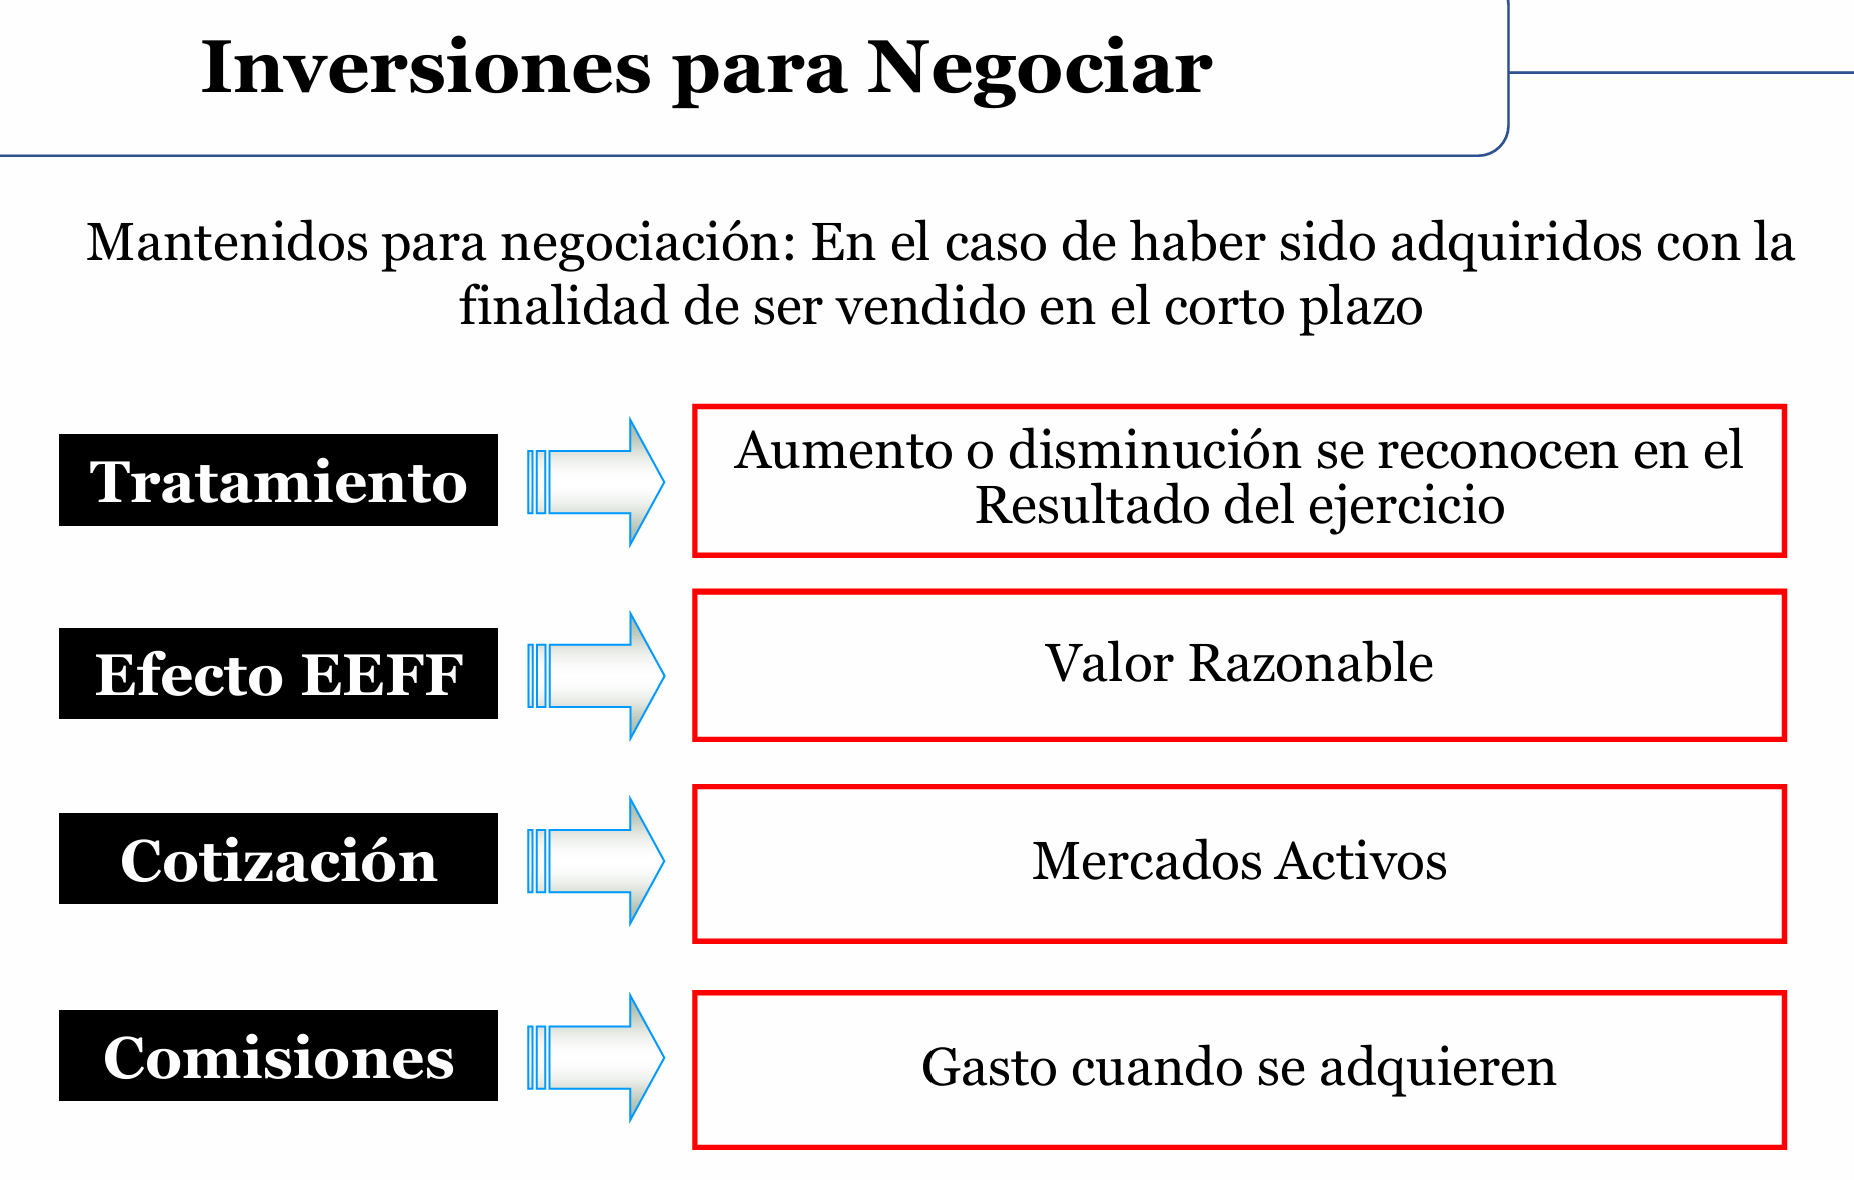 Inversiones para Negociar
Mantenidos para negociación: En el caso de haber sido adquiridos con la
finalidad de ser vendido en el corto plazo
Tratamiento
Aumento o disminución se reconocen en el
Resultado del ejercicio
Efecto EEFF
Valor Razonable
Cotización
Mercados Activos
Comisiones
Gasto cuando se adquieren